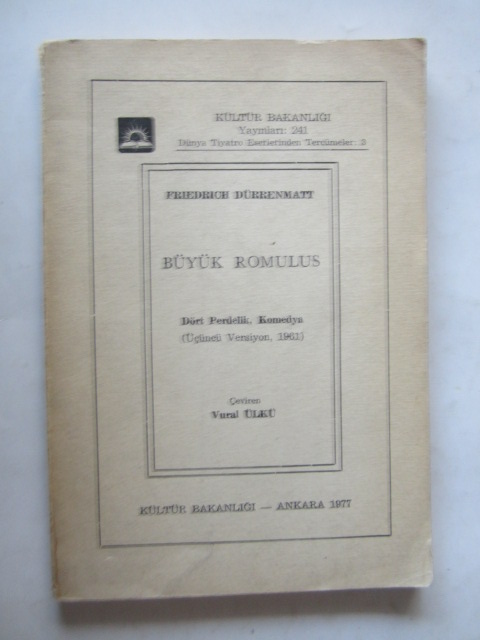 KÜLTÜR BAKANLIĞI
Yayınları: 241
Dünya Tiyatro Eserlerinden Tercümeler: 3
FRIEDRICH DÜRRENMATT
BÜYÜK ROMULUS
Dört Perdelik, Komedya
(Üçüncü Versiyon, 1961)
Çeviren
Vural ÜLKÜ
KÜLTÜR BAKANLIĞI — ANKARA 1977